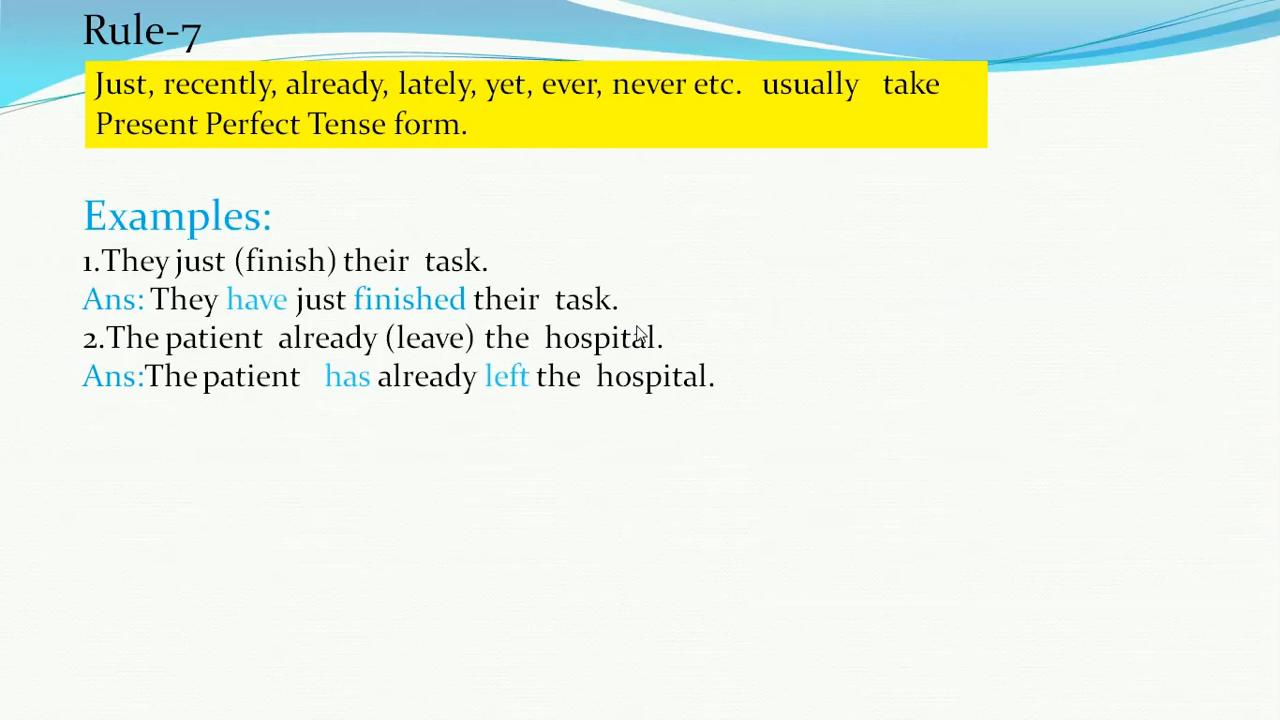 Rule-7
Just, recently, already, lately, yet, ever, never etc. usually take
Present Perfect Tense form.
Examples:
1.They just (finish) their task.
Ans: They have just finished their task.
2.The patient already (leave) the hospital.
Ans:The patient has already left the hospital.